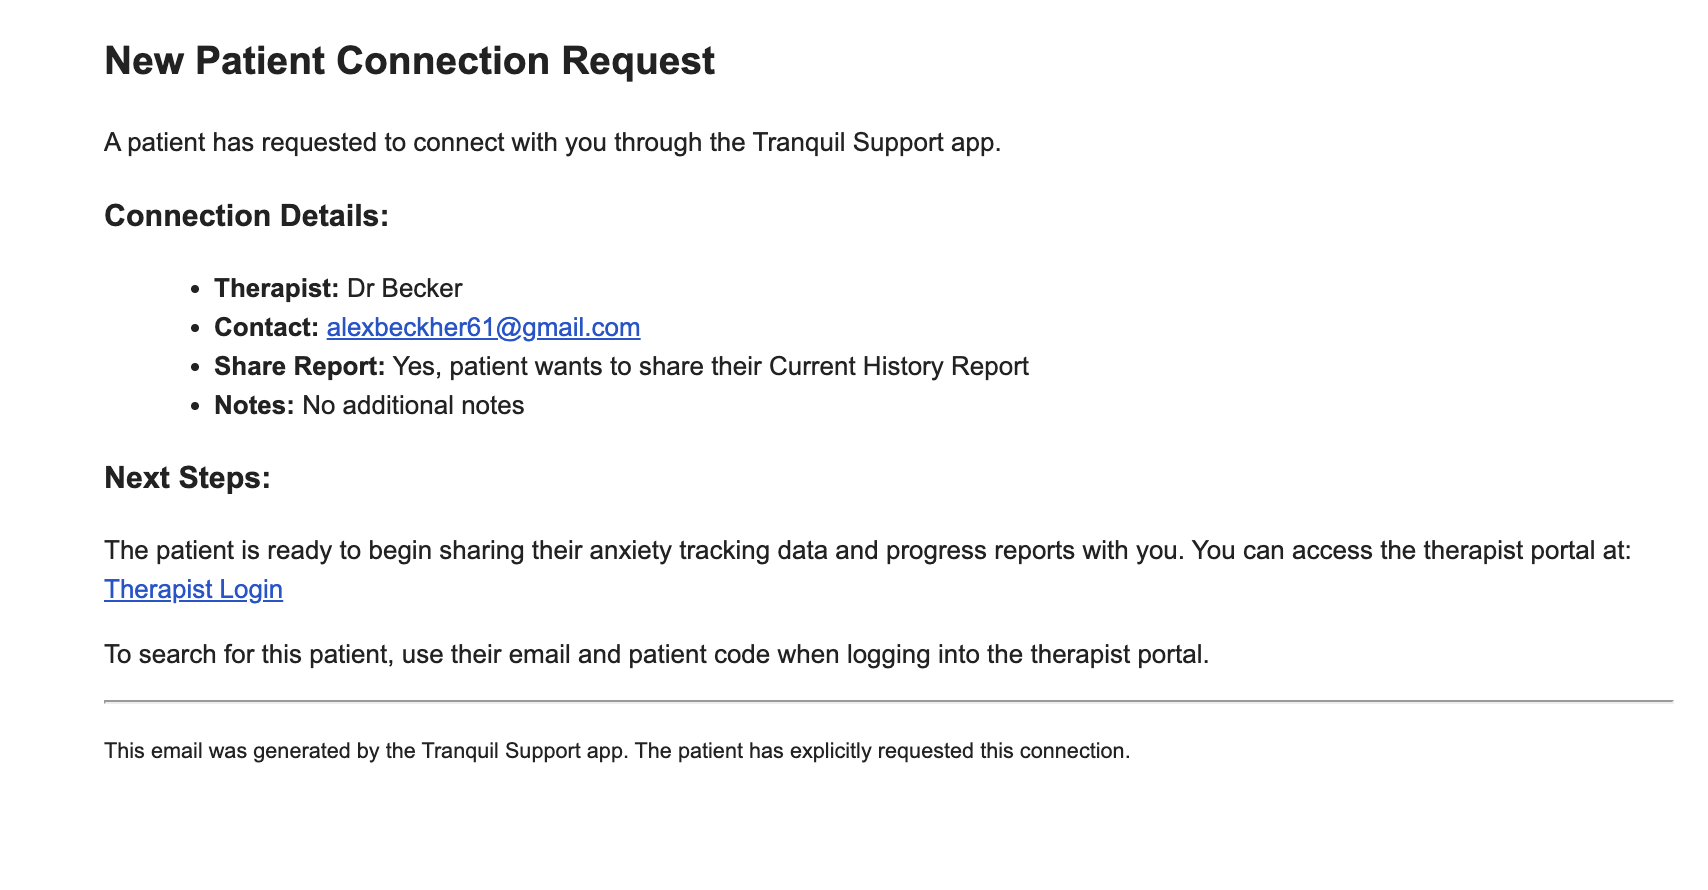 New Patient Connection Request
A patient has requested to connect with you through the Tranquil Support app.
Connection Details:
• Therapist: Dr Becker
• Contact: alexbeckher61@gmail.com
• Share Report: Yes, patient wants to share their Current History Report
• Notes: No additional notes
Next Steps:
The patient is ready to begin sharing their anxiety tracking data and progress reports with you. You can access the therapist portal at:
Therapist Login
To search for this patient, use their email and patient code when logging into the therapist portal.
This email was generated by the Tranquil Support app. The patient has explicitly requested this connection.